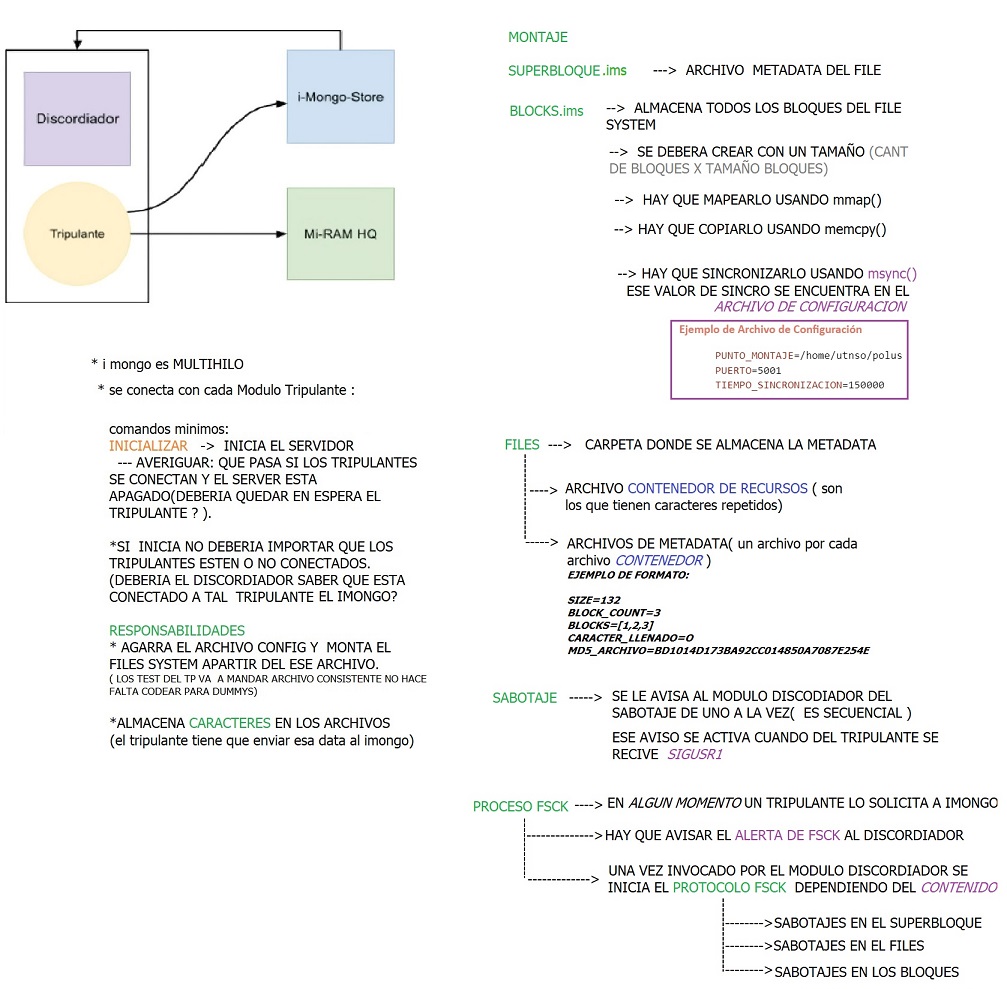 Discordiador
Tripulante
i-Mongo-Store
Mi-RAM HQ
* i mongo es MULTIHILO
* se conecta con cada Modulo Tripulante :
comandos minimos:
INICIALIZAR -> INICIA EL SERVIDOR
--- AVERIGUAR: QUE PASA SI LOS TRIPULANTES
SE CONECTAN Y EL SERVER ESTA
APAGADO(DEBERIA QUEDAR EN ESPERA EL
TRIPULANTE ? ).
*SI INICIA NO DEBERIA IMPORTAR QUE LOS
TRIPULANTES ESTEN O NO CONECTADOS.
(DEBERIA EL DISCORDIADOR SABER QUE ESTA
CONECTADO A TAL TRIPULANTE EL IMONGO?
RESPONSABILIDADES
* AGARRA EL ARCHIVO CONFIG Y MONTA EL
FILES SYSTEM APARTIR DEL ESE ARCHIVO.
( LOS TEST DEL TP VA A MANDAR ARCHIVO CONSISTENTE NO HACE
FALTA CODEAR PARA DUMMYS)
*ALMACENA CARACTERES EN LOS ARCHIVOS
(el tripulante tiene que enviar esa data al imongo)
MONTAJE
SUPERBLOQUE.ims ---> ARCHIVO METADATA DEL FILE
BLOCKS.ims --> ALMACENA TODOS LOS BLOQUES DEL FILE
SYSTEM
--> SE DEBERA CREAR CON UN TAMAÑO (CANT
DE BLOQUES X TAMAÑO BLOQUES)
--> HAY QUE MAPEARLO USANDO mmap()
--> HAY QUE COPIARLO USANDO memcpy()
--> HAY QUE SINCRONIZARLO USANDO msync()
ESE VALOR DE SINCRO SE ENCUENTRA EN EL
ARCHIVO DE CONFIGURACION
Ejemplo de Archivo de Configuración
PUNTO_MONTAJE=/home/utnso/polus
PUERTO=5001
TIEMPO_SINCRONIZACION=150000
FILES ---> CARPETA DONDE SE ALMACENA LA METADATA
----> ARCHIVO CONTENEDOR DE RECURSOS ( son
los que tienen caracteres repetidos)
-----> ARCHIVOS DE METADATA( un archivo por cada
archivo CONTENEDOR )
EJEMPLO DE FORMATO:
SIZE=132
BLOCK_COUNT=3
BLOCKS=[1,2,3]
CARACTER_LLENADO=O
MD5_ARCHIVO=BD1014D173BA92CC014850A7087E254E
SABOTAJE -----> SE LE AVISA AL MODULO DISCODIADOR DEL
SABOTAJE DE UNO A LA VEZ( ES SECUENCIAL )
ESE AVISO SE ACTIVA CUANDO DEL TRIPULANTE SE
RECIVE SIGUSR1
PROCESO FSCK ----> EN ALGUN MOMENTO UN TRIPULANTE LO SOLICITA A IMONGO
-------------> HAY QUE AVISAR EL ALERTA DE FSCK AL DISCORDIADOR
-------------> UNA VEZ INVOCADO POR EL MODULO DISCORDIADOR SE
INICIA EL PROTOCOLO FSCK DEPENDIENDO DEL CONTENIDO
--------> SABOTAJES EN EL SUPERBLOQUE
--------> SABOTAJES EN EL FILES
--------> SABOTAJES EN LOS BLOQUES